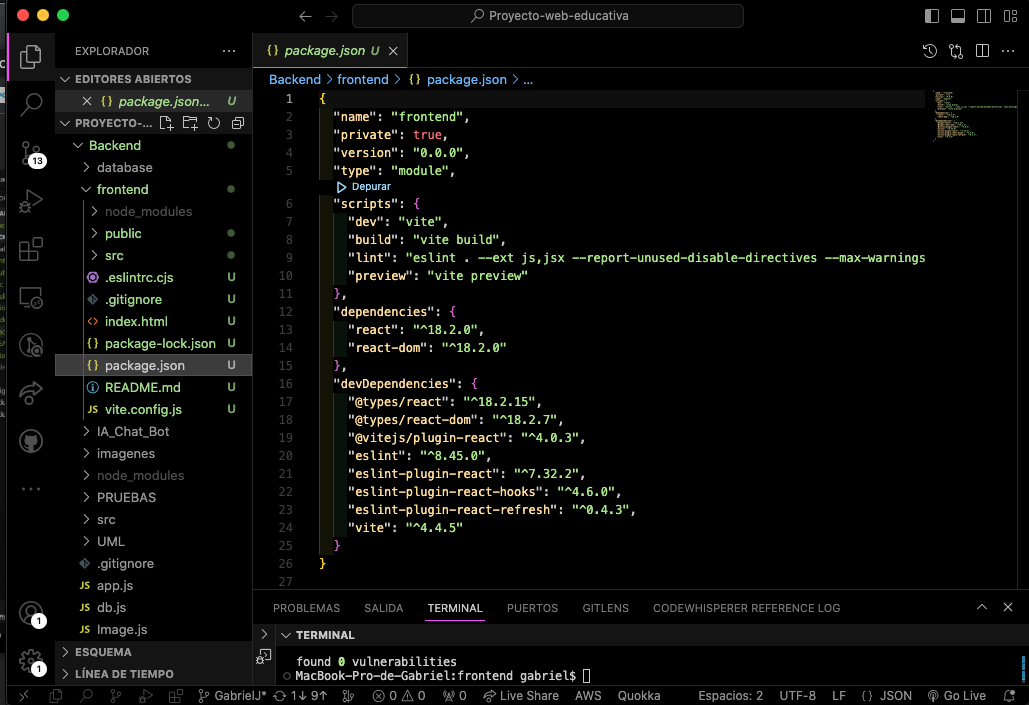 Proyecto-web-educativa
EXPLORADOR
EDITORES ABIERTOS
package.json... U
PROYECTO-...
Backend
database
frontend
node_modules
public
src
.eslintrc.cjs U
.gitignore U
index.html U
package-lock.json U
package.json U
README.md U
JS vite.config.js U
IA_Chat_Bot
imagenes
node_modules
PRUEBAS
src
UML
.gitignore
JS app.js
JS db.js
JS Image.js
ESQUEMA
LÍNEA DE TIEMPO
13
1
1
{} package.json U
Backend > frontend > {} package.json > ...
1 {
2 "name": "frontend",
3 "private": true,
4 "version": "0.0.0",
5 "type": "module",
Depurar
6 "scripts": {
7 "dev": "vite",
8 "build": "vite build",
9 "lint": "eslint . --ext js,jsx --report-unused-disable-directives --max-warnings
10 "preview": "vite preview"
11 },
12 "dependencies": {
13 "react": "^18.2.0",
14 "react-dom": "^18.2.0"
15 },
16 "devDependencies": {
17 "@types/react": "^18.2.15",
18 "@types/react-dom": "^18.2.7",
19 "@vitejs/plugin-react": "^4.0.3",
20 "eslint": "^8.45.0",
21 "eslint-plugin-react": "^7.32.2",
22 "eslint-plugin-react-hooks": "^4.6.0",
23 "eslint-plugin-react-refresh": "^0.4.3",
24 "vite": "^4.4.5"
25 }
26 }
27
PROBLEMAS SALIDA TERMINAL PUERTOS GITLENS CODEWHISPERER REFERENCE LOG
TERMINAL
found 0 vulnerabilities
MacBook-Pro-de-Gabriel:frontend gabriel$
GabrielJ* 1↓ 9↑ 0 0 0 Live Share AWS Quokka Espacios: 2 UTF-8 LF {} JSON Go Live